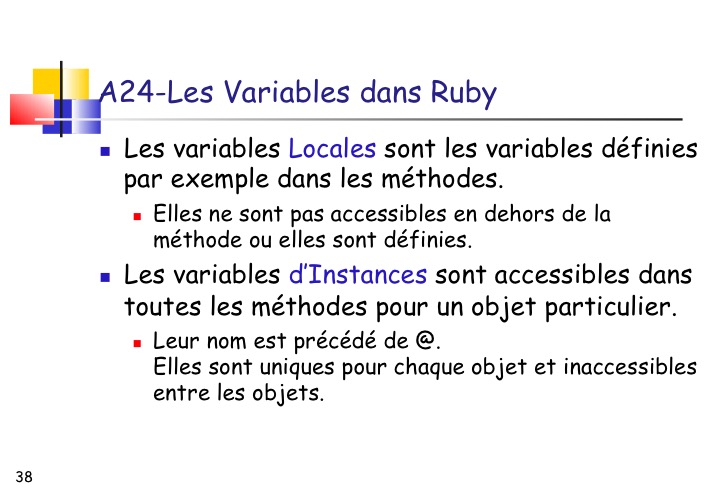 A24-Les Variables dans Ruby
Les variables Locales sont les variables définies
par exemple dans les méthodes.
Elles ne sont pas accessibles en dehors de la
méthode ou elles sont définies.
Les variables d’Instances sont accessibles dans
toutes les méthodes pour un objet particulier.
Leur nom est précédé de @.
Elles sont uniques pour chaque objet et inaccessibles
entre les objets.
38